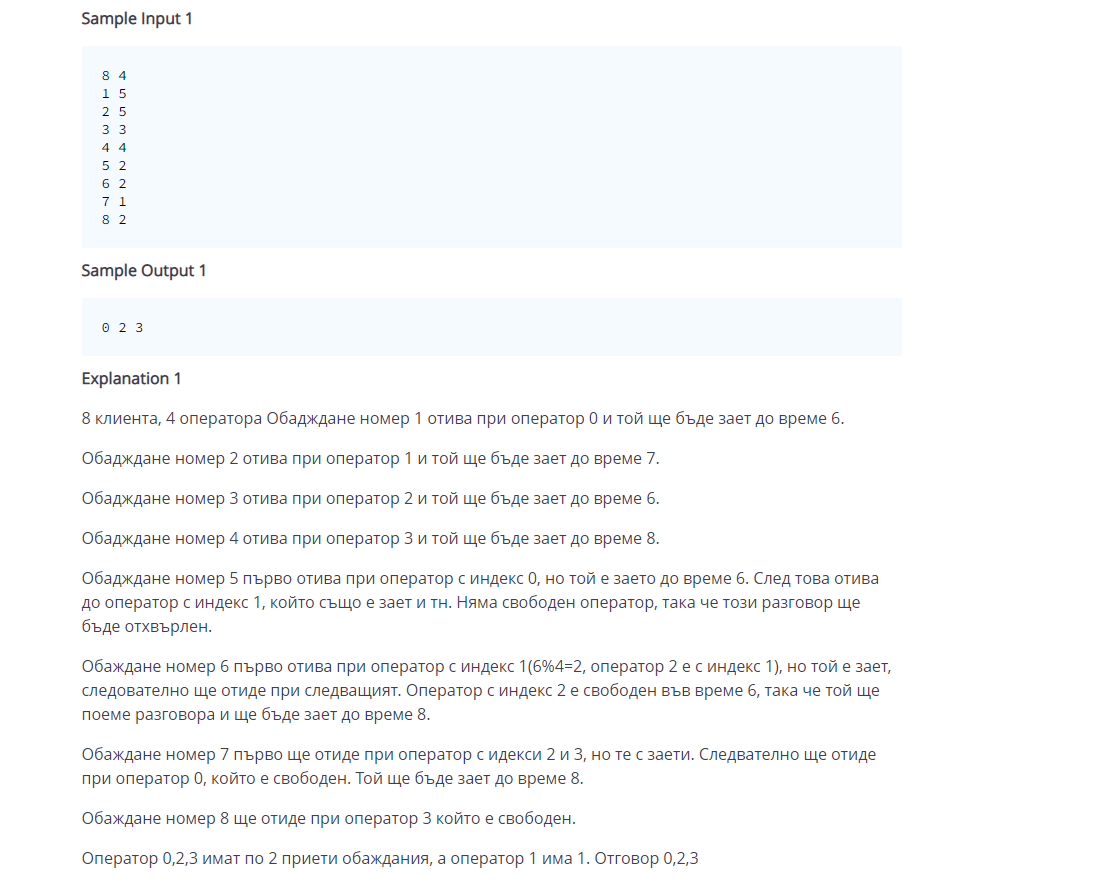 Sample Input 1
8 4
1 5
2 5
3 3
4 4
5 2
6 2
7 1
8 2
Sample Output 1
0 2 3
Explanation 1
8 клиента, 4 оператора Обадждане номер 1 отива при оператор 0 и той ще бъде зает до време 6.
Обадждане номер 2 отива при оператор 1 и той ще бъде зает до време 7.
Обадждане номер 3 отива при оператор 2 и той ще бъде зает до време 6.
Обадждане номер 4 отива при оператор 3 и той ще бъде зает до време 8.
Обадждане номер 5 първо отива при оператор с индекс 0, но той е заето до време 6. След това отива
до оператор с индекс 1, който също е зает и тн. Няма свободен оператор, така че този разговор ще
бъде отхвърлен.
Обаждане номер 6 първо отива при оператор с индекс 1(6%4=2, оператор 2 е с индекс 1), но той е зает,
следователно ще отиде при следващият. Оператор с индекс 2 е свободен във време 6, така че той ще
поеме разговора и ще бъде зает до време 8.
Обаждане номер 7 първо ще отиде при оператор с идекси 2 и 3, но те с заети. Следвателно ще отиде
при оператор 0, който е свободен. Той ще бъде зает до време 8.
Обаждане номер 8 ще отиде при оператор 3 който е свободен.
Оператор 0,2,3 имат по 2 приети обаждания, а оператор 1 има 1. Отговор 0,2,3